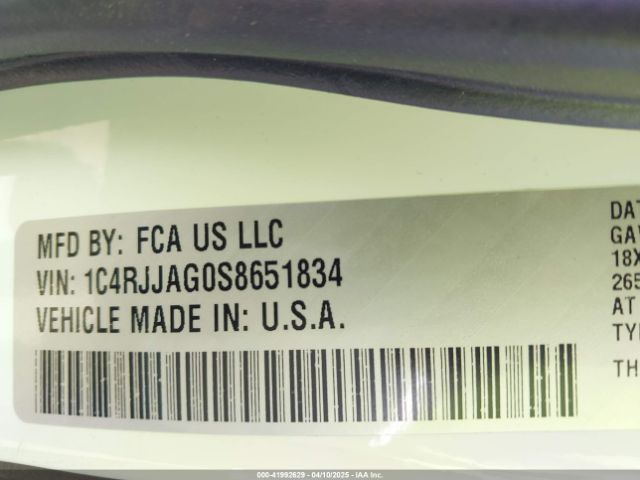 MFD BY: FCA US LLC
VIN: 1C4RJJAG0S8651834
VEHICLE MADE IN: U.S.A.
DAT
GAV
18X
265
AT
TYP
TH
000-41992629 - 04/10/2025 - IAA Inc.